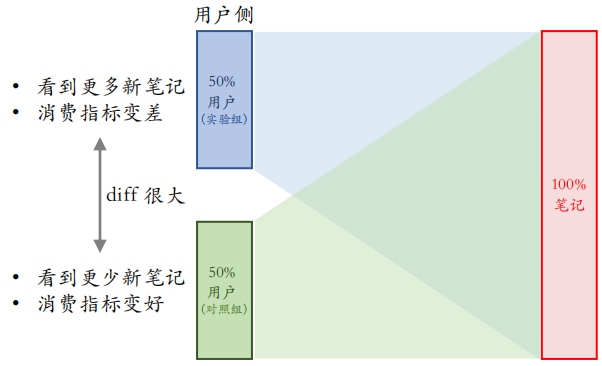 用户侧
• 看到更多新笔记
• 消费指标变差
50%
用户
(实验组)
diff 很大
100%
笔记
• 看到更少新笔记
• 消费指标变好
50%
用户
(对照组)